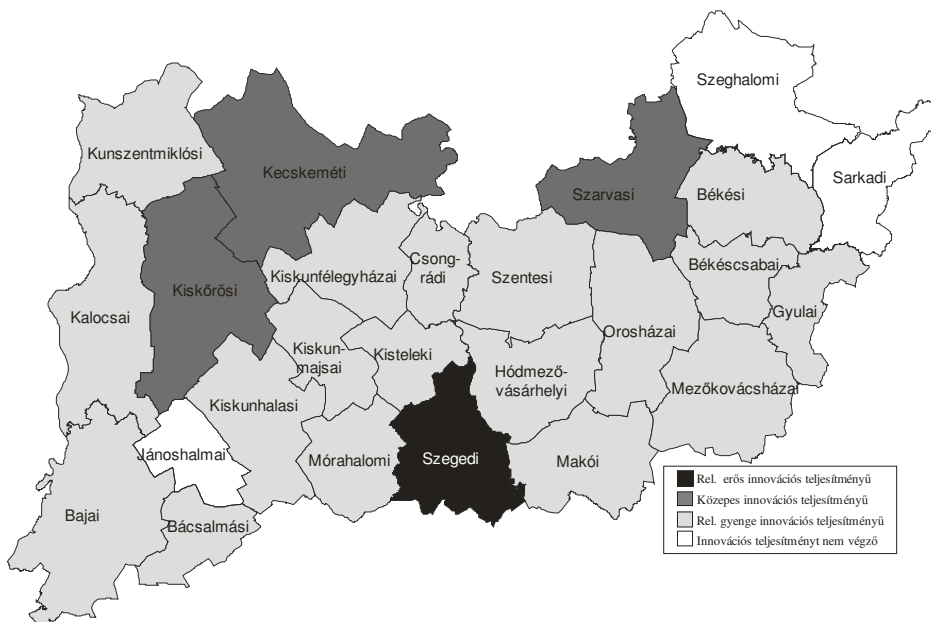 Szeghalomi
Kunszentmiklósi
Kecskeméti
Sarkadi
Szarvasi
Békési
Csong-
rádi
Békéscsabai
Kiskunfélegyházai
Szentesi
Kiskőrösi
Gyulai
Kalocsai
Orosházai
Kiskun-
majsai
Kisteleki
Hódmező-
vásárhelyi
Mezőkovácsházai
Kiskunhalasi
Jánoshalmai
Mórahalomi
Szegedi
Makói
Bajai
Bácsalmási
Rel. erős innovációs teljesítményű
Közepes innovációs teljesítményű
Rel. gyenge innovációs teljesítményű
Innovációs teljesítményt nem végző